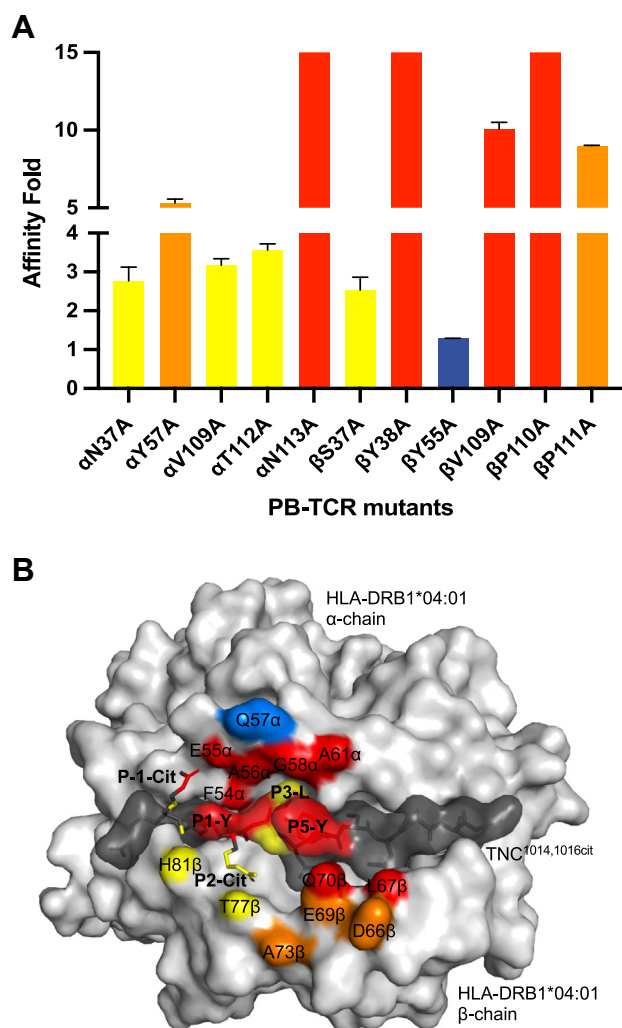 A
Affinity Fold
15
10
5
4
3
2
1
0
αN37A
αY57A
αV109A
αT112A
αN113A
βS37A
βY38A
βY55A
βV109A
βP110A
βP111A
PB-TCR mutants
B
HLA-DRB1*04:01
α-chain
Q57α
E55α
A61α
G58α
P-1-Cit
A56α
P3-L
F54α
P1-Y
P5-Y
TNC1014,1016cit
H81β
P2-Cit
Q70β
L67β
T77β
E69β
D66β
A73β
HLA-DRB1*04:01
β-chain